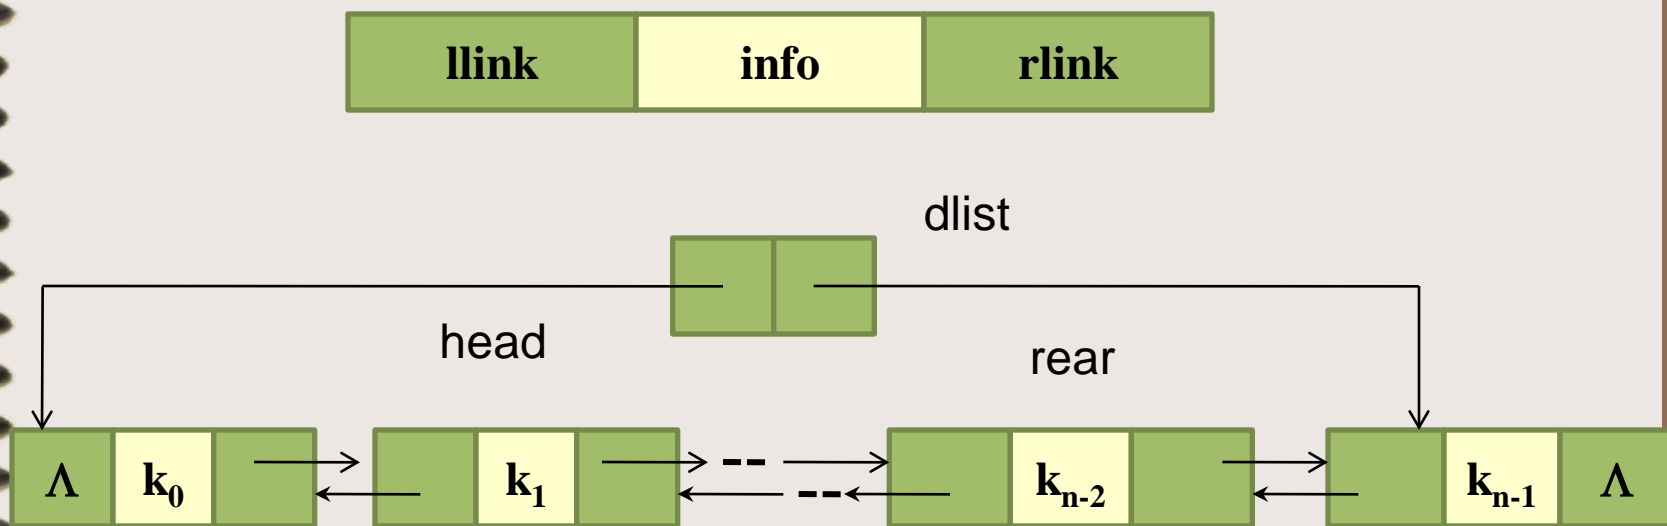 llink info rlink
dlist
head
rear
Λ k₀ k₁ -- kₙ₋₂ kₙ₋₁ Λ
--